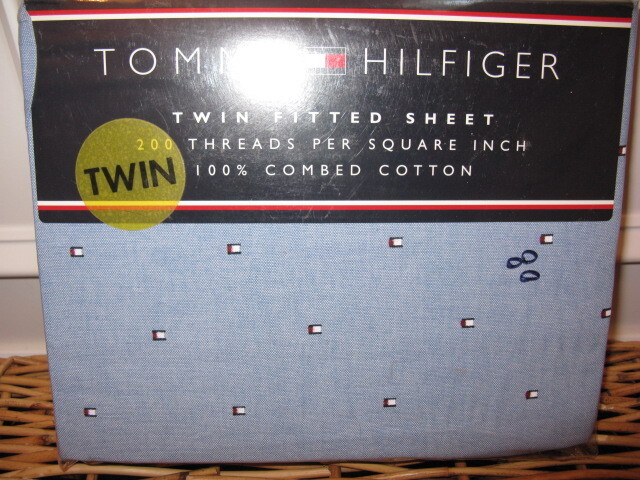 TOMMY HILFIGER
TWIN FITTED SHEET
200 THREADS PER SQUARE INCH
100% COMBED COTTON
TWIN